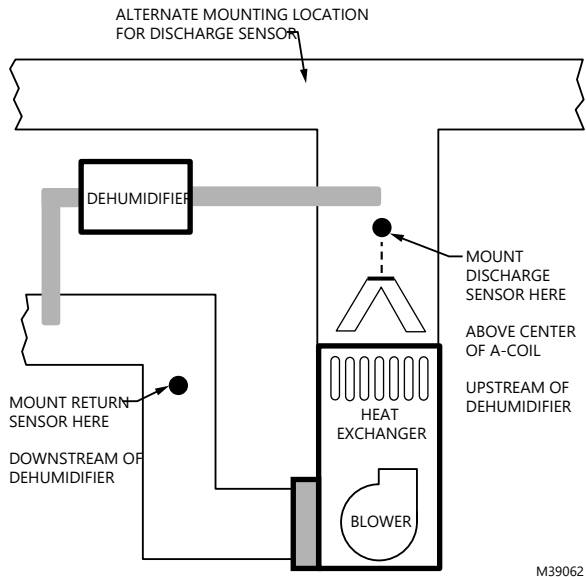 ALTERNATE MOUNTING LOCATION
FOR DISCHARGE SENSOR
DEHUMIDIFIER
MOUNT
DISCHARGE
SENSOR HERE
ABOVE CENTER
OF A-COIL
UPSTREAM OF
DEHUMIDIFIER
MOUNT RETURN
SENSOR HERE
DOWNSTREAM OF
DEHUMIDIFIER
HEAT
EXCHANGER
BLOWER
M39062